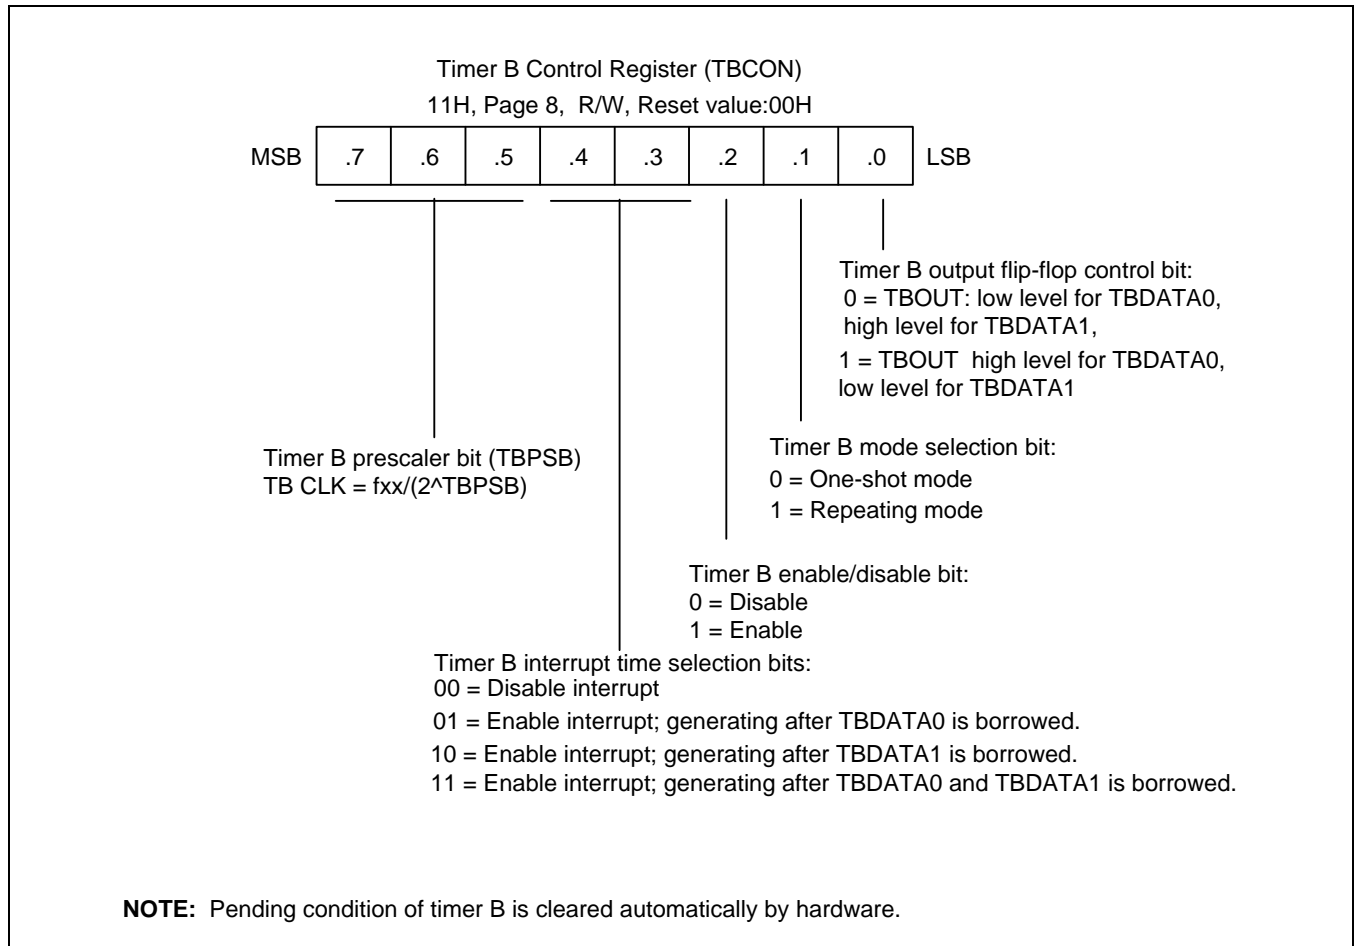 Timer B Control Register (TBCON)
11H, Page 8, R/W, Reset value:00H
MSB .7 .6 .5 .4 .3 .2 .1 .0 LSB
Timer B output flip-flop control bit:
0 = TBOUT: low level for TBDATA0,
high level for TBDATA1,
1 = TBOUT high level for TBDATA0,
low level for TBDATA1
Timer B mode selection bit:
0 = One-shot mode
1 = Repeating mode
Timer B prescaler bit (TBPSB)
TB CLK = fxx/(2^TBPSB)
Timer B enable/disable bit:
0 = Disable
1 = Enable
Timer B interrupt time selection bits:
00 = Disable interrupt
01 = Enable interrupt; generating after TBDATA0 is borrowed.
10 = Enable interrupt; generating after TBDATA1 is borrowed.
11 = Enable interrupt; generating after TBDATA0 and TBDATA1 is borrowed.
NOTE: Pending condition of timer B is cleared automatically by hardware.